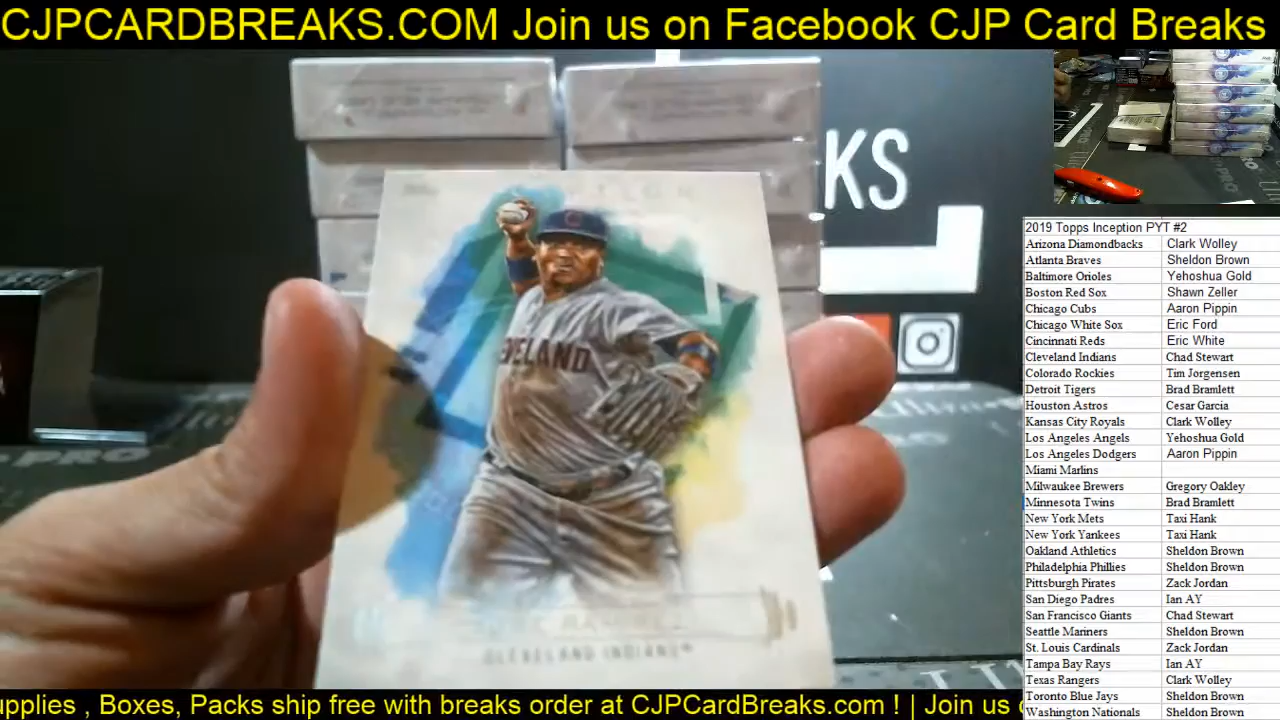 CJPCARDBREAKS.COM Join us on Facebook CJP Card Breaks
KS
EVELAND
CLEVELAND INDIANS
PRO
2019 Topps Inception PYT #2
Arizona Diamondbacks Clark Wolley
Atlanta Braves Sheldon Brown
Baltimore Orioles Yehoshua Gold
Boston Red Sox Shawn Zeller
Chicago Cubs Aaron Pippin
Chicago White Sox Eric Ford
Cincinnati Reds Eric White
Cleveland Indians Chad Stewart
Colorado Rockies Tim Jorgensen
Detroit Tigers Brad Bramlett
Houston Astros Cesar Garcia
Kansas City Royals Clark Wolley
Los Angeles Angels Yehoshua Gold
Los Angeles Dodgers Aaron Pippin
Miami Marlins
Milwaukee Brewers Gregory Oakley
Minnesota Twins Brad Bramlett
New York Mets Taxi Hank
New York Yankees Taxi Hank
Oakland Athletics Sheldon Brown
Philadelphia Phillies Sheldon Brown
Pittsburgh Pirates Zack Jordan
San Diego Padres Ian AY
San Francisco Giants Chad Stewart
Seattle Mariners Sheldon Brown
St. Louis Cardinals Zack Jordan
Tampa Bay Rays Ian AY
Texas Rangers Clark Wolley
Toronto Blue Jays Sheldon Brown
Washington Nationals Sheldon Brown
upplies , Boxes, Packs ship free with breaks order at CJPCardBreaks.com ! | Join us o